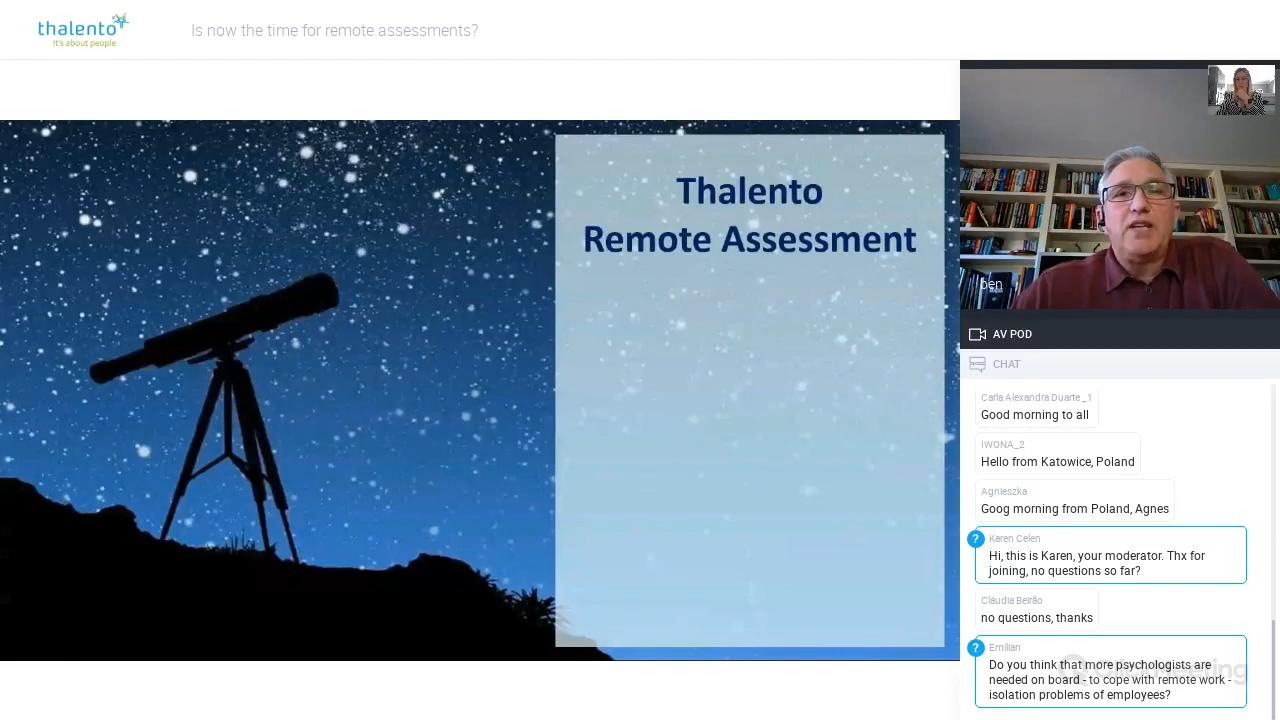 thalento
It's about people
Is now the time for remote assessments?
Thalento
Remote Assessment
ben
AV POD
CHAT
Carla Alexandra Duarte _1
Good morning to all
IWONA_2
Hello from Katowice, Poland
Agnieszka
Goog morning from Poland, Agnes
? Karen Celen
Hi, this is Karen, your moderator. Thx for
joining, no questions so far?
Cláudia Beirão
no questions, thanks
? Emilian
Do you think that more psychologists are
needed on board - to cope with remote work -
isolation problems of employees?